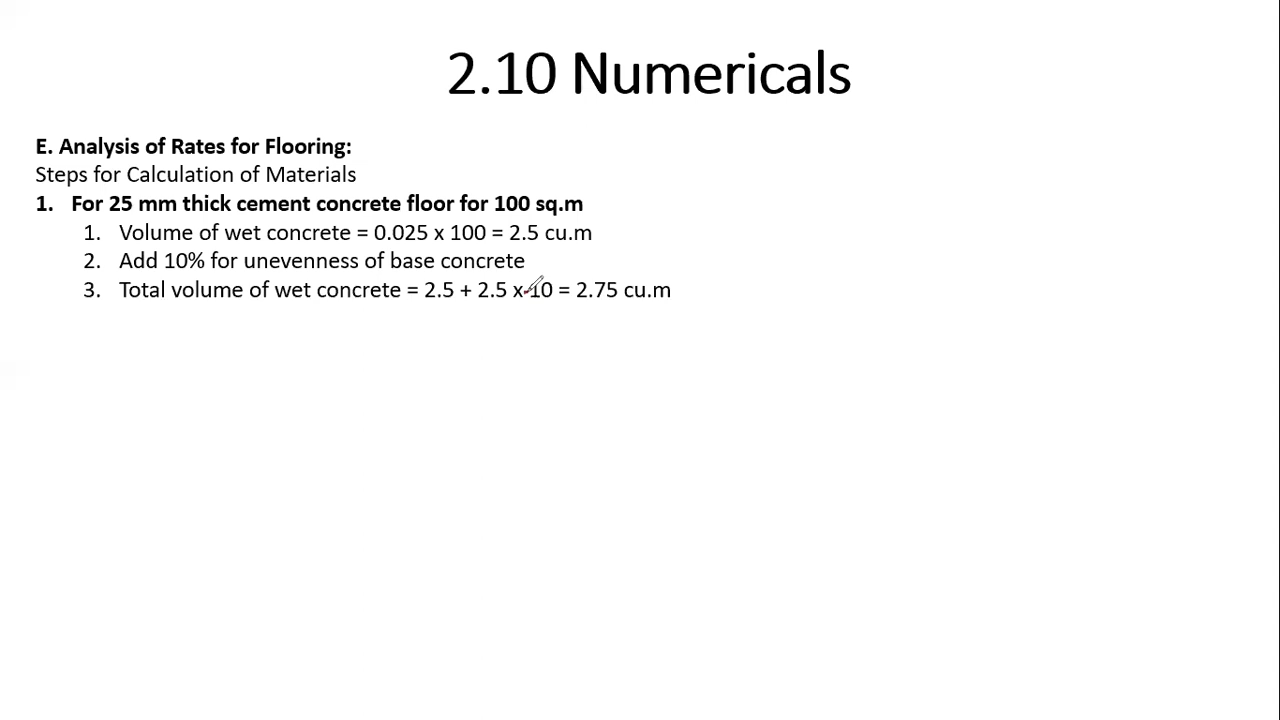 2.10 Numericals
E. Analysis of Rates for Flooring:
Steps for Calculation of Materials
1. For 25 mm thick cement concrete floor for 100 sq.m
1. Volume of wet concrete = 0.025 x 100 = 2.5 cu.m
2. Add 10% for unevenness of base concrete
3. Total volume of wet concrete = 2.5 + 2.5 x 10 = 2.75 cu.m